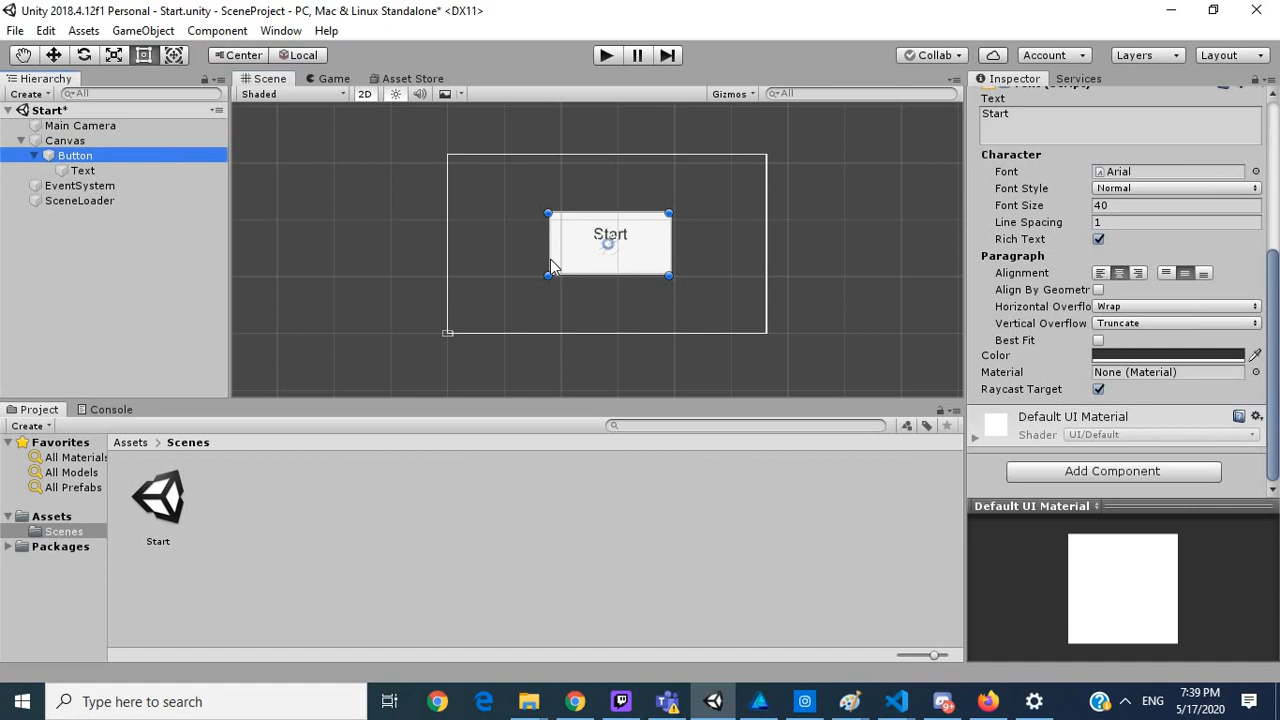 Unity 2018.4.12f1 Personal - Start.unity - SceneProject - PC, Mac & Linux Standalone* <DX11>
File Edit Assets GameObject Component Window Help
Center Local Collab Account Layers Layout
Hierarchy
Create All
Start*
Main Camera
Canvas
Button
Text
EventSystem
SceneLoader
Scene Game Asset Store
Shaded 2D Gizmos All
Start
Inspector Services
Text
Start
Character
Font Arial
Font Style Normal
Font Size 40
Line Spacing 1
Rich Text
Paragraph
Alignment
Align By Geometr
Horizontal Overflo Wrap
Vertical Overflow Truncate
Best Fit
Color
Material None (Material)
Raycast Target
Default UI Material
Shader UI/Default
Add Component
Default UI Material
Project Console
Create
Favorites
All Materials
All Models
All Prefabs
Assets
Scenes
Packages
Assets > Scenes
Start
Type here to search
ENG
7:39 PM
5/17/2020